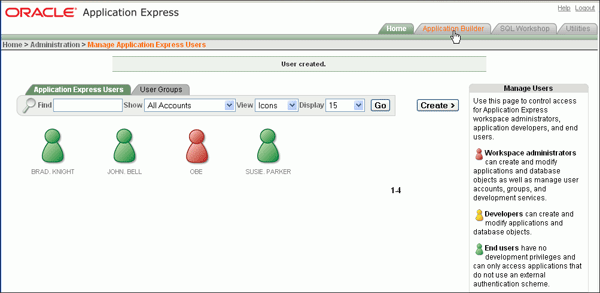 ORACLE Application Express
Help Logout
Home Application Builder SQL Workshop Utilities
Home > Administration > Manage Application Express Users
User created.
Application Express Users User Groups
Find Show All Accounts View Icons Display 15 Go Create >
BRAD. KNIGHT JOHN. BELL OBE SUSIE. PARKER
1-4
Manage Users
Use this page to control access
for Application Express
workspace administrators,
application developers, and end
users.
Workspace administrators
can create and modify
applications and database
objects as well as manage user
accounts, groups, and
development services.
Developers can create and
modify applications and
database objects.
End users have no
development privileges and
can only access applications that
do not use an external
authentication scheme.